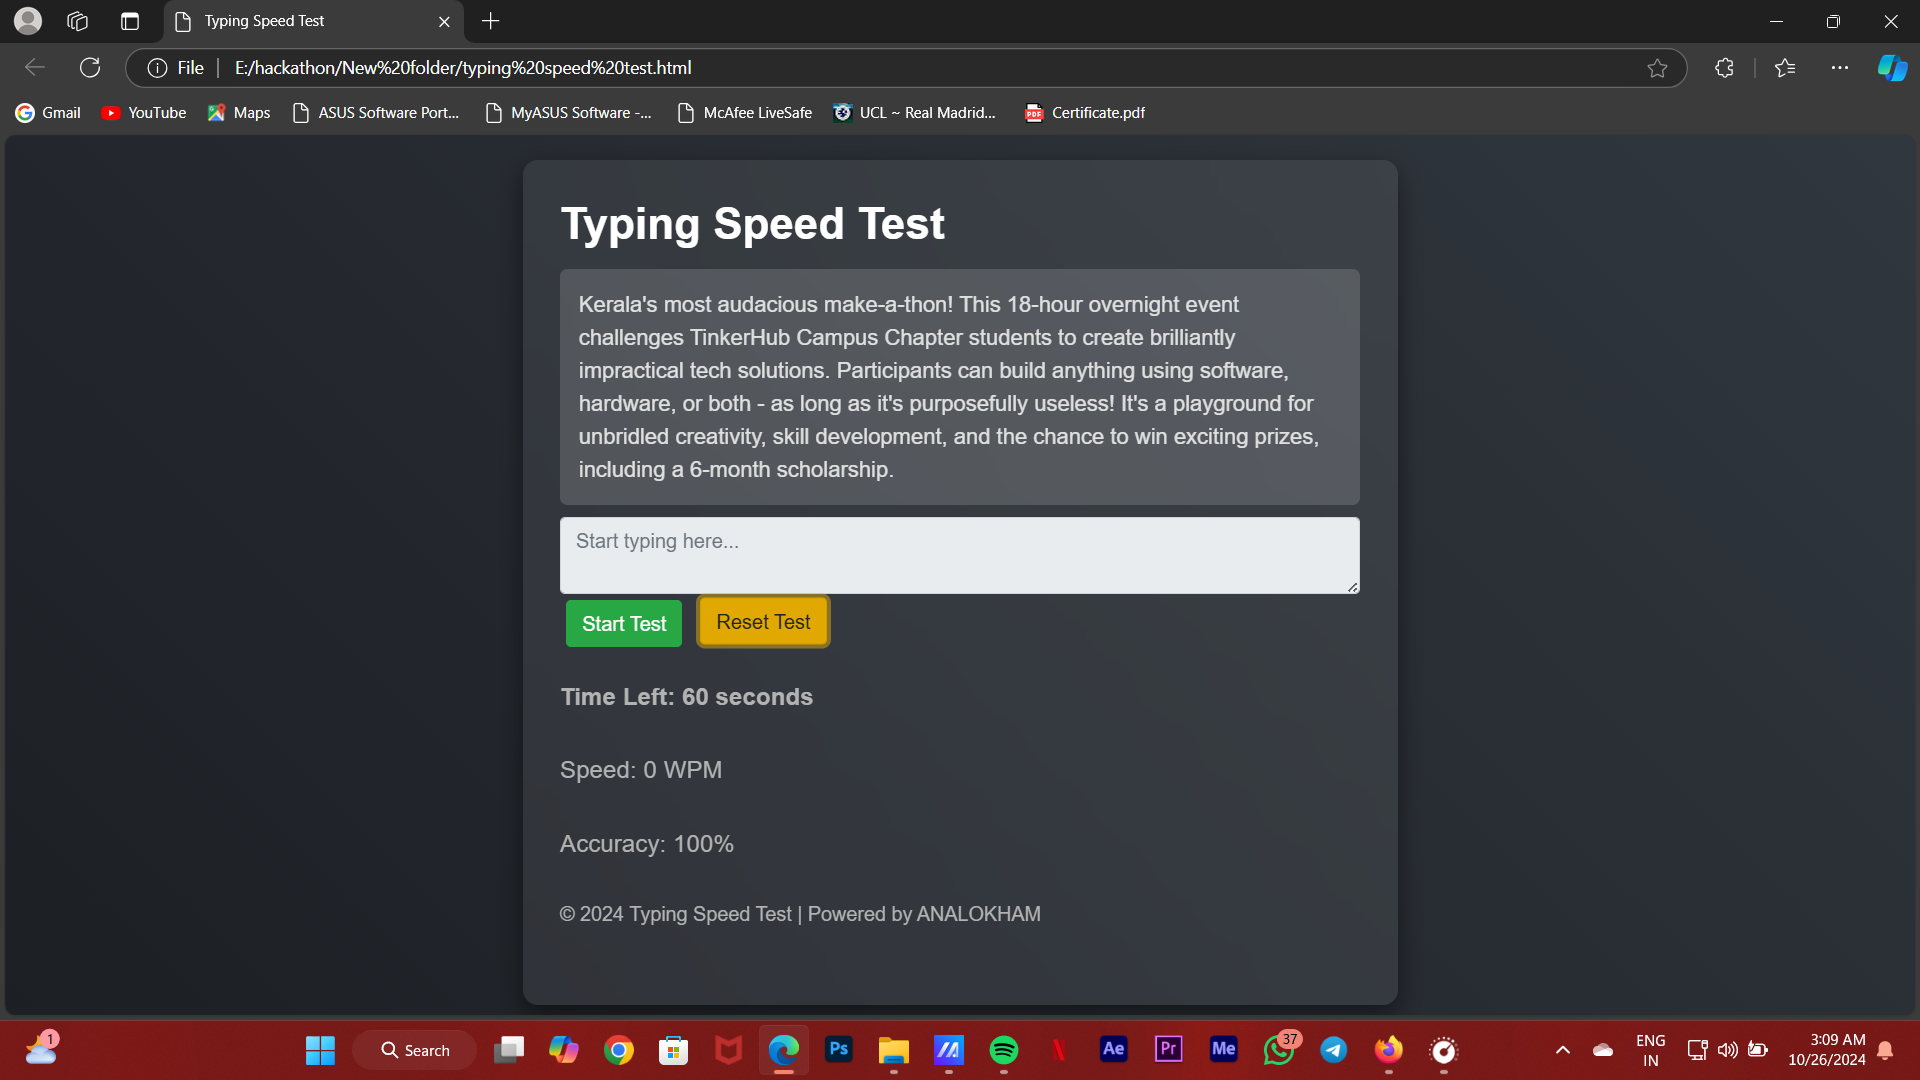 Typing Speed Test
File
E:/hackathon/New%20folder/typing%20speed%20test.html
Gmail
YouTube
Maps
ASUS Software Port...
MyASUS Software -...
McAfee LiveSafe
UCL ~ Real Madrid...
PDF
Certificate.pdf
Typing Speed Test
Kerala's most audacious make-a-thon! This 18-hour overnight event
challenges TinkerHub Campus Chapter students to create brilliantly
impractical tech solutions. Participants can build anything using software,
hardware, or both - as long as it's purposefully useless! It's a playground for
unbridled creativity, skill development, and the chance to win exciting prizes,
including a 6-month scholarship.
Start typing here...
Start Test
Reset Test
Time Left: 60 seconds
Speed: 0 WPM
Accuracy: 100%
© 2024 Typing Speed Test | Powered by ANALOKHAM
1
Search
Ps
Ae
Pr
Me
37
ENG
IN
3:09 AM
10/26/2024